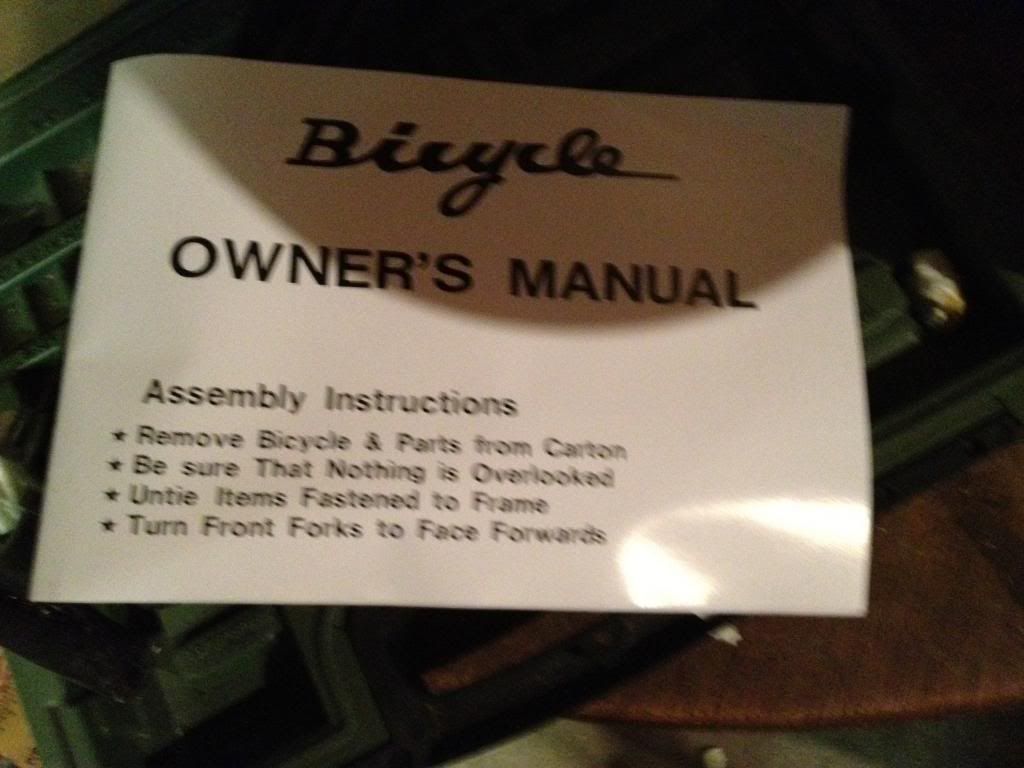 Bicycle
OWNER'S MANUAL
Assembly Instructions
★ Remove Bicycle & Parts from Carton
★ Be sure That Nothing is Overlooked
★ Untie Items Fastened to Frame
★ Turn Front Forks to Face Forwards